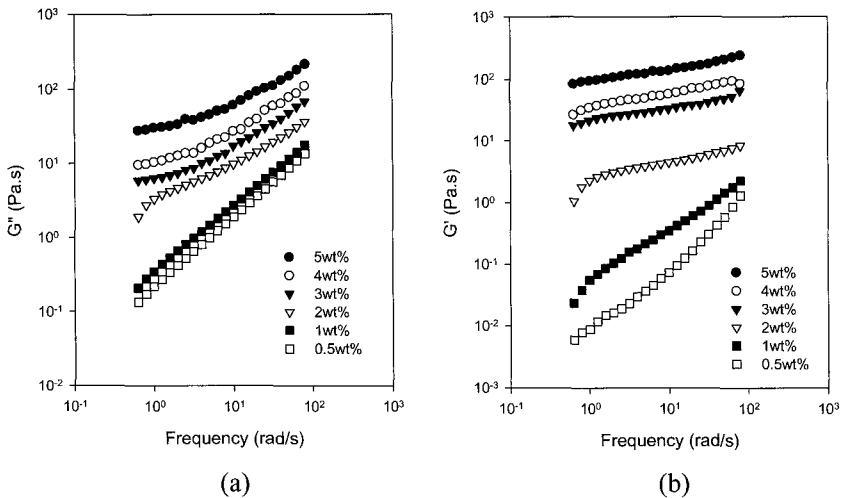 10³
10²
10¹
10⁰
10⁻¹
10⁻²
G" (Pa.s)
5wt%
4wt%
3wt%
2wt%
1wt%
0.5wt%
10⁻¹ 10⁰ 10¹ 10² 10³
Frequency (rad/s)
(a)
10³
10²
10¹
10⁰
10⁻¹
10⁻²
10⁻³
G' (Pa.s)
5wt%
4wt%
3wt%
2wt%
1wt%
0.5wt%
10⁻¹ 10⁰ 10¹ 10² 10³
Frequency (rad/s)
(b)